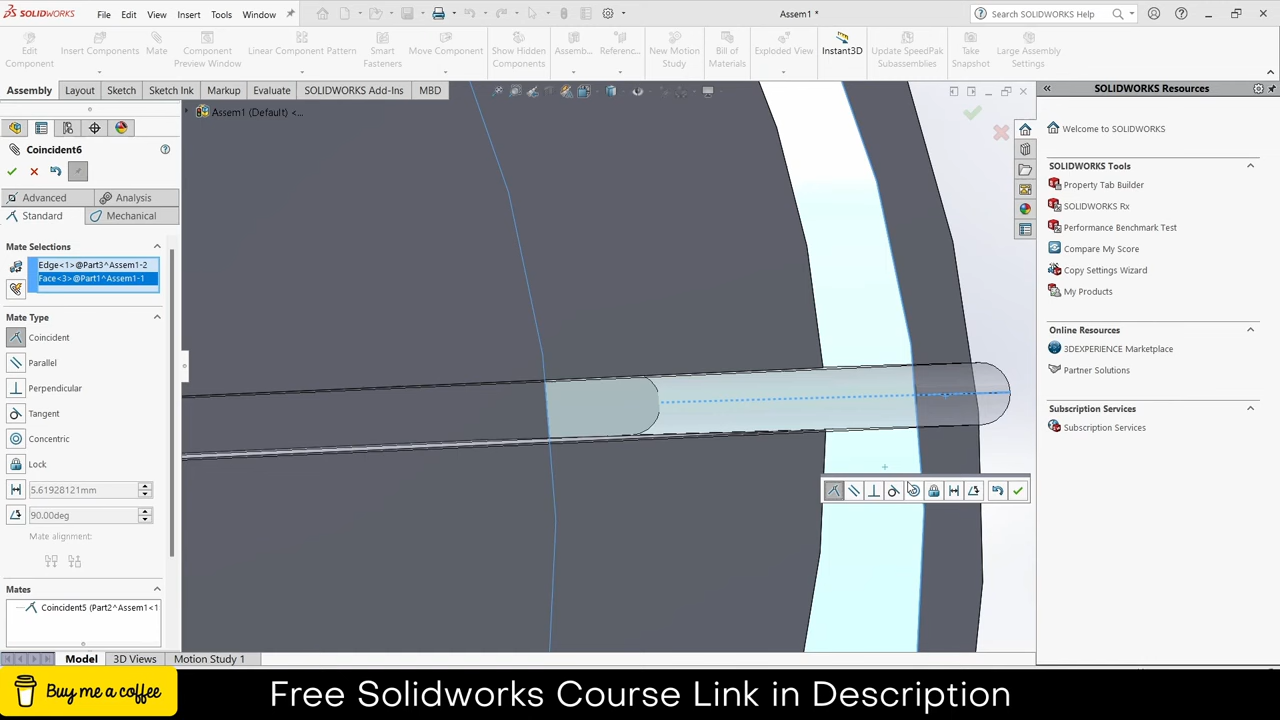 SOLIDWORKS
File
Edit
View
Insert
Tools
Window
Assem1 *
Search SOLIDWORKS Help
Edit Component
Insert Components
Mate
Component Preview Window
Linear Component Pattern
Smart Fasteners
Move Component
Show Hidden Components
Assemb...
Referenc...
New Motion Study
Bill of Materials
Exploded View
Instant3D
Update SpeedPak Subassemblies
Take Snapshot
Large Assembly Settings
Assembly
Layout
Sketch
Sketch Ink
Markup
Evaluate
SOLIDWORKS Add-Ins
MBD
Assem1 (Default) <...
Coincident6
Advanced
Analysis
Standard
Mechanical
Mate Selections
Edge<1>@Part3^Assem1-2
Face<3>@Part1^Assem1-1
Mate Type
Coincident
Parallel
Perpendicular
Tangent
Concentric
Lock
5.61928121mm
90.00deg
Mate alignment:
Mates
Coincident5 (Part2^Assem1<1
SOLIDWORKS Resources
Welcome to SOLIDWORKS
SOLIDWORKS Tools
Property Tab Builder
SOLIDWORKS Rx
Performance Benchmark Test
Compare My Score
Copy Settings Wizard
My Products
Online Resources
3DEXPERIENCE Marketplace
Partner Solutions
Subscription Services
Subscription Services
Model
3D Views
Motion Study 1
Buy me a coffee
Free Solidworks Course Link in Description